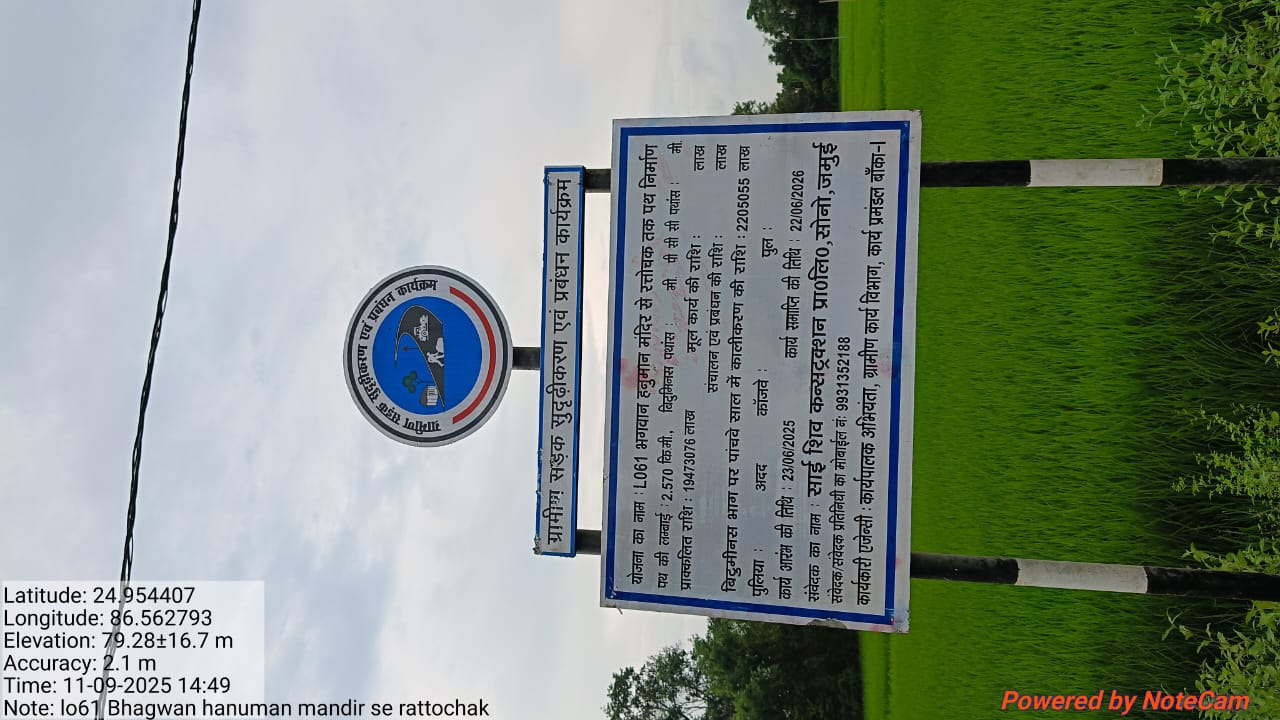 ग्रामीण सड़क सुदृढ़ीकरण एवं प्रबंधन कार्यक्रम
ग्रामीण सड़क सुदृढ़ीकरण एवं प्रबंधन कार्यक्रम
योजना का नाम : L061 भगवान हनुमान मंदिर से रत्तोचक तक पथ निर्माण
पथ की लम्बाई : 2.570 कि.मी., बिटुमिनस पर्थास : मी. पी सी सी पर्थास : मी.
प्राक्कलित राशि : 19473076 लाख मूल कार्य की राशि : लाख
संचालन एवं प्रबंधन की राशि : लाख
बिटुमीनस भाग पर पांचवे साल में कालीकरण की राशि : 2205055 लाख
पुलिया : अदद कॉजवे : पुल :
कार्य आरंभ की तिथि : 23/06/2025 कार्य समाप्ति की तिथि : 22/06/2026
संवेदक का नाम : साई शिव कन्सट्रक्शन प्रा०लि०,सोनो,जमुई
संवेदक/संवेदक प्रतिनिधी का मोबाईल नं: 9931352188
कार्यकारी एजेन्सी : कार्यपालक अभियंता, ग्रामीण कार्य विभाग, कार्य प्रमंडल बाँका-I
Latitude: 24.954407
Longitude: 86.562793
Elevation: 79.28±16.7 m
Accuracy: 2.1 m
Time: 11-09-2025 14:49
Note: lo61 Bhagwan hanuman mandir se rattochak
Powered by NoteCam